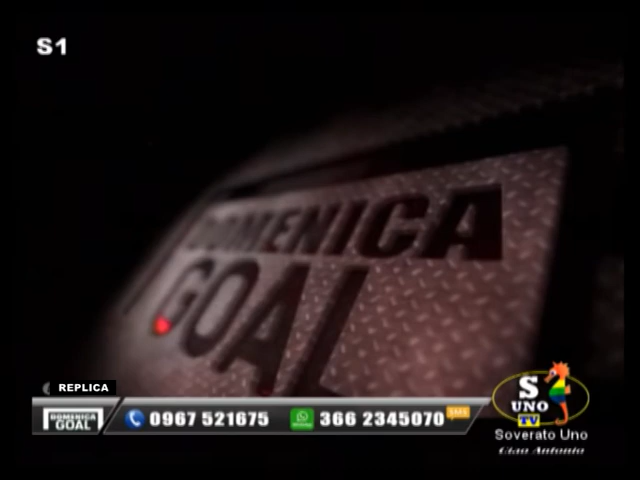 S1
DOMENICA
GOAL
REPLICA
DOMENICA
GOAL
0967 521675
366 2345070
SMS
S
UNO
TV
Soverato Uno
Ciao Antonio